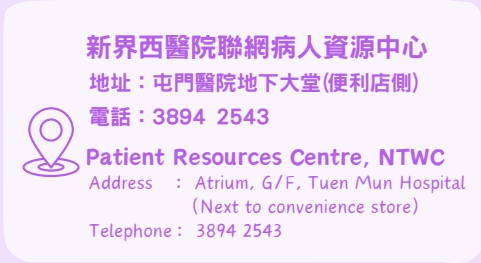 新界西醫院聯網病人資源中心
地址：屯門醫院地下大堂(便利店側)
電話：3894 2543
Patient Resources Centre, NTWC
Address : Atrium, G/F, Tuen Mun Hospital
(Next to convenience store)
Telephone : 3894 2543